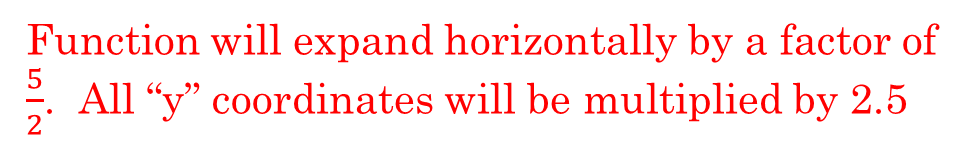 Function will expand horizontally by a factor of
5/2. All “y” coordinates will be multiplied by 2.5